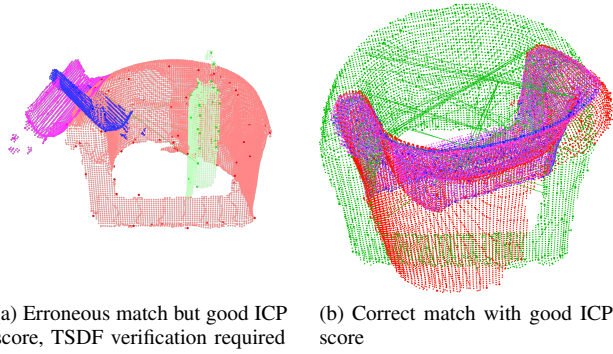 (a) Erroneous match but good ICP
score, TSDF verification required
(b) Correct match with good ICP
score